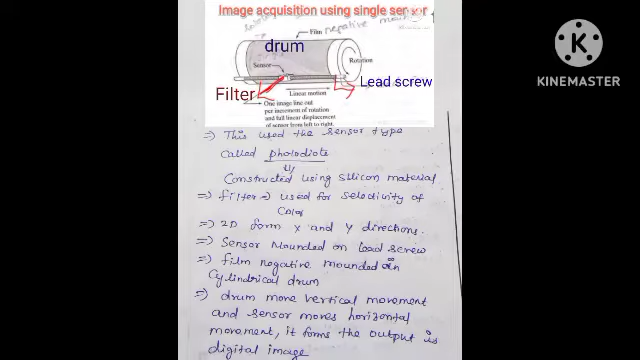 Image acquisition using single sensor
Film negative
drum
Sensor
Rotation
Filter
Lead screw
Linear motion
One image line out
per increment of rotation
and full linear displacement
of sensor from left to right.
KINEMASTER
⇒ This used the sensor type
called photodiote
⇓
Constructed using silicon material
⇒ filter ⇒ used for selectivity of
color
⇒ 2D form x and y directions.
⇒ Sensor mounded on lead screw
⇒ film negative mounded on
cylindrical drum
⇒ drum move vertical movement
and sensor moves horizontal
movement, it forms the output is
digital image